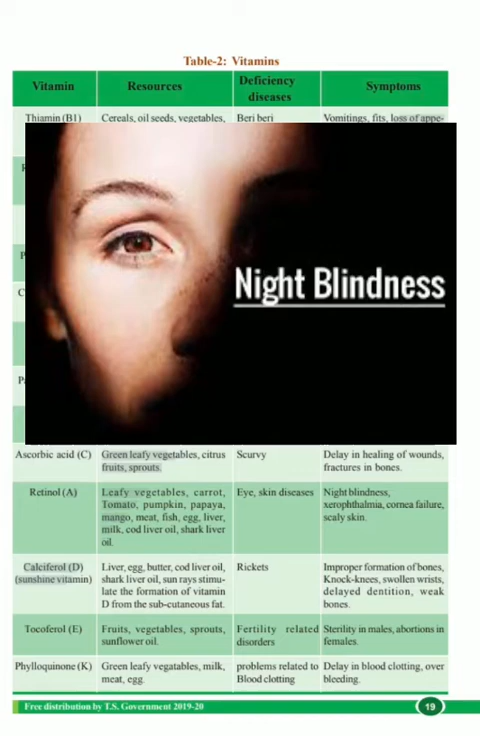 Table-2: Vitamins
Vitamin Resources Deficiency diseases Symptoms
Thiamin (B1) Cereals, oil seeds, vegetables, Beri beri Vomitings, fits, loss of appe-
Night Blindness
Ascorbic acid (C) Green leafy vegetables, citrus Scurvy Delay in healing of wounds,
fruits, sprouts. fractures in bones.
Retinol (A) Leafy vegetables, carrot, Eye, skin diseases Night blindness,
Tomato, pumpkin, papaya, xerophthalmia, cornea failure,
mango, meat, fish, egg, liver, scaly skin.
milk, cod liver oil, shark liver
oil.
Calciferol (D) Liver, egg, butter, cod liver oil, Rickets Improper formation of bones,
(sunshine vitamin) shark liver oil, sun rays stimu- Knock-knees, swollen wrists,
late the formation of vitamin delayed dentition, weak
D from the sub-cutaneous fat. bones.
Tocoferol (E) Fruits, vegetables, sprouts, Fertility related Sterility in males, abortions in
sunflower oil. disorders females.
Phylloquinone (K) Green leafy vegatables, milk, problems related to Delay in blood clotting, over
meat, egg. Blood clotting bleeding.
Free distribution by T.S. Government 2019-20 19